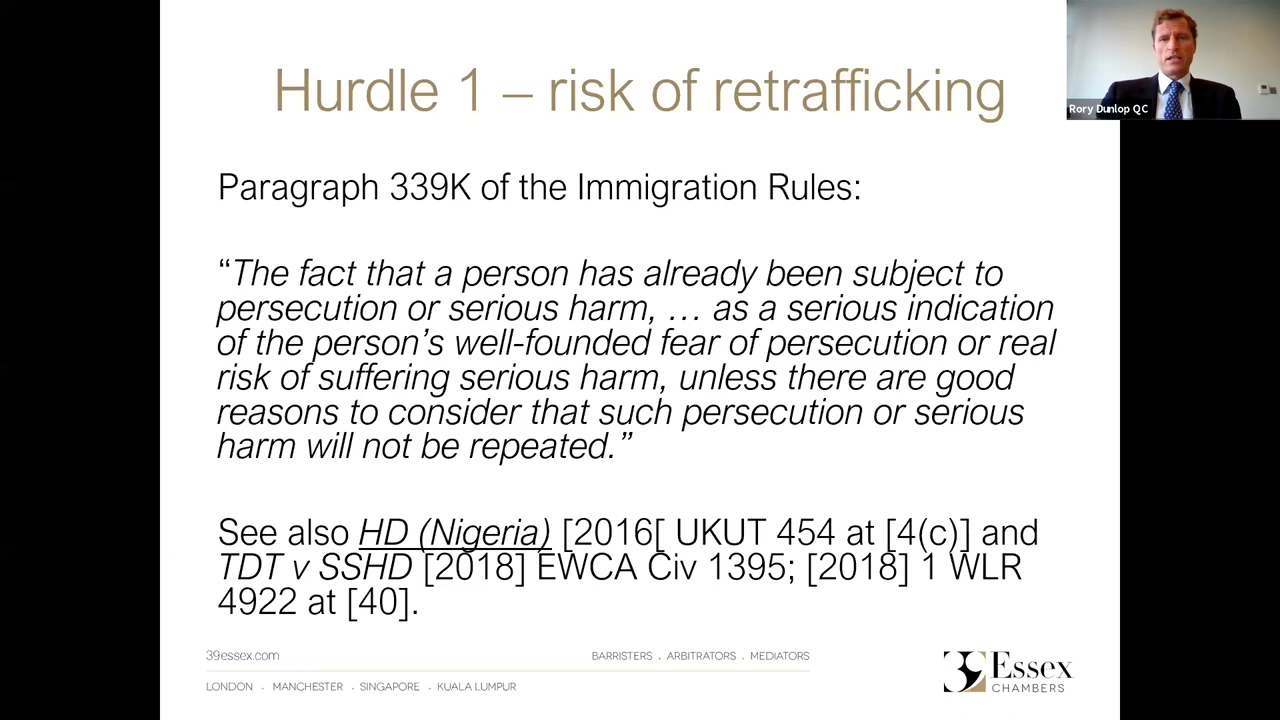 Hurdle 1 – risk of retrafficking
Rory Dunlop QC
Paragraph 339K of the Immigration Rules:
“The fact that a person has already been subject to
persecution or serious harm, … as a serious indication
of the person’s well-founded fear of persecution or real
risk of suffering serious harm, unless there are good
reasons to consider that such persecution or serious
harm will not be repeated.”
See also HD (Nigeria) [2016[ UKUT 454 at [4(c)] and
TDT v SSHD [2018] EWCA Civ 1395; [2018] 1 WLR
4922 at [40].
39essex.com
BARRISTERS . ARBITRATORS . MEDIATORS
LONDON . MANCHESTER . SINGAPORE . KUALA LUMPUR
39 Essex
CHAMBERS